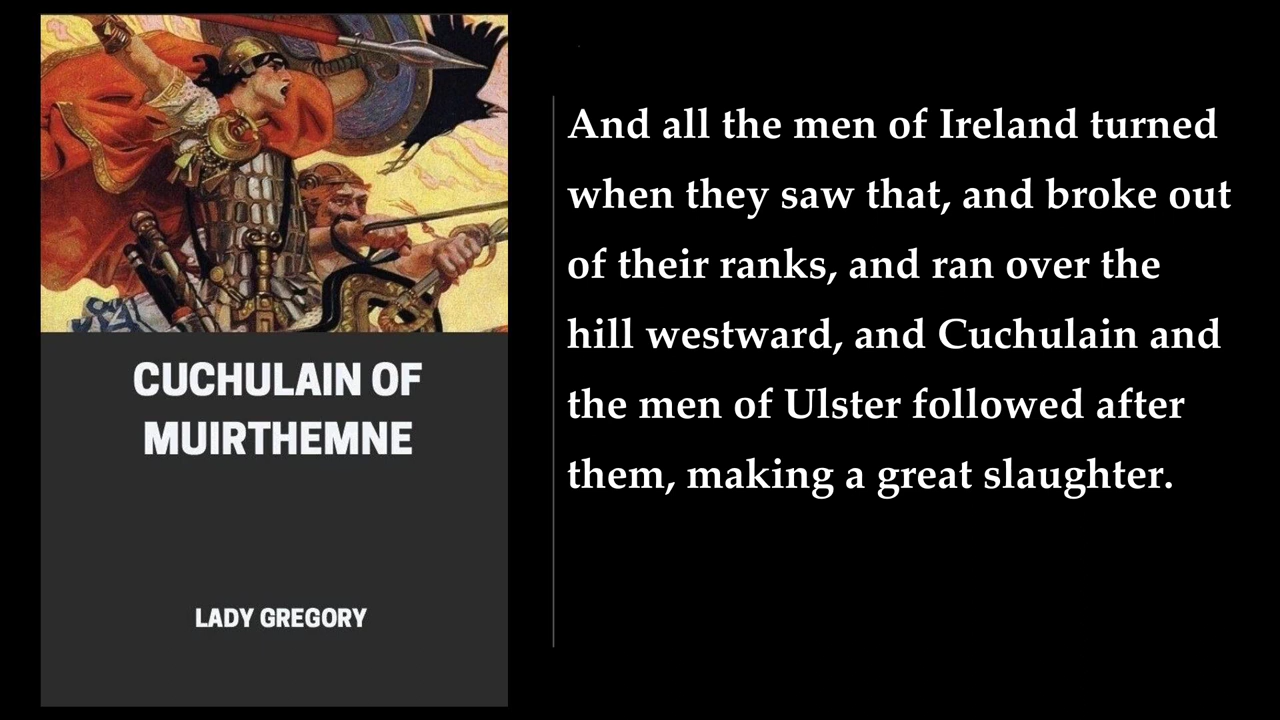 CUCHULAIN OF
MUIRTHEMNE
LADY GREGORY
And all the men of Ireland turned
when they saw that, and broke out
of their ranks, and ran over the
hill westward, and Cuchulain and
the men of Ulster followed after
them, making a great slaughter.